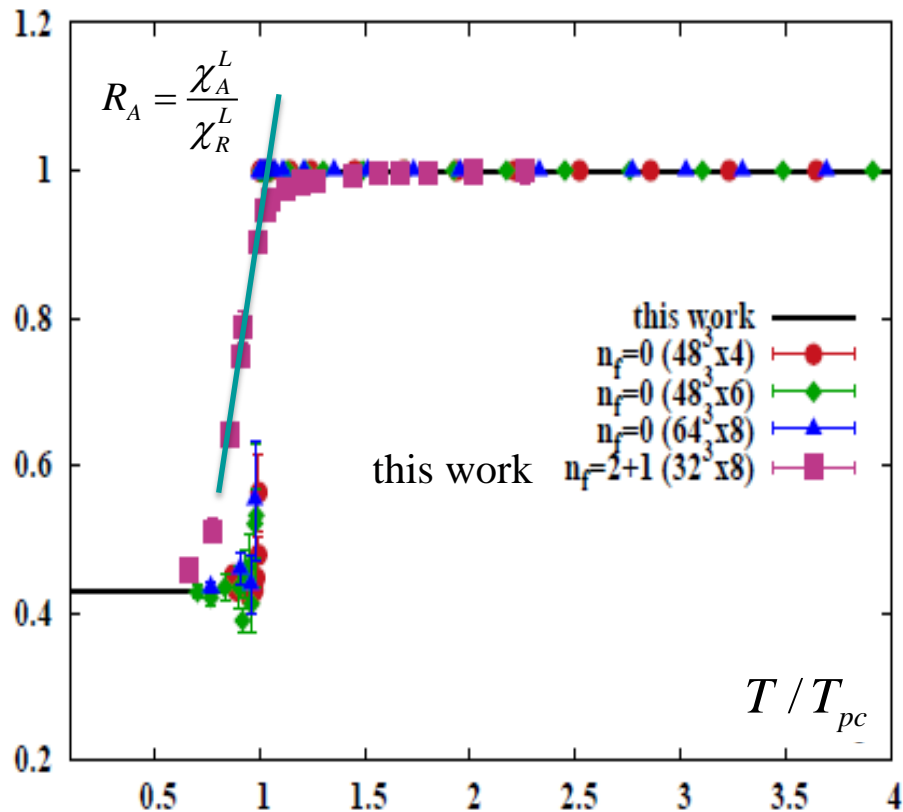 1.2
R_A = χ_A^L / χ_R^L
1
0.8
this work
n_f=0 (48^3x4)
n_f=0 (48^3x6)
n_f=0 (64^3x8)
this work n_f=2+1 (32^3x8)
0.6
0.4
T / T_pc
0.2
0.5 1 1.5 2 2.5 3 3.5 4